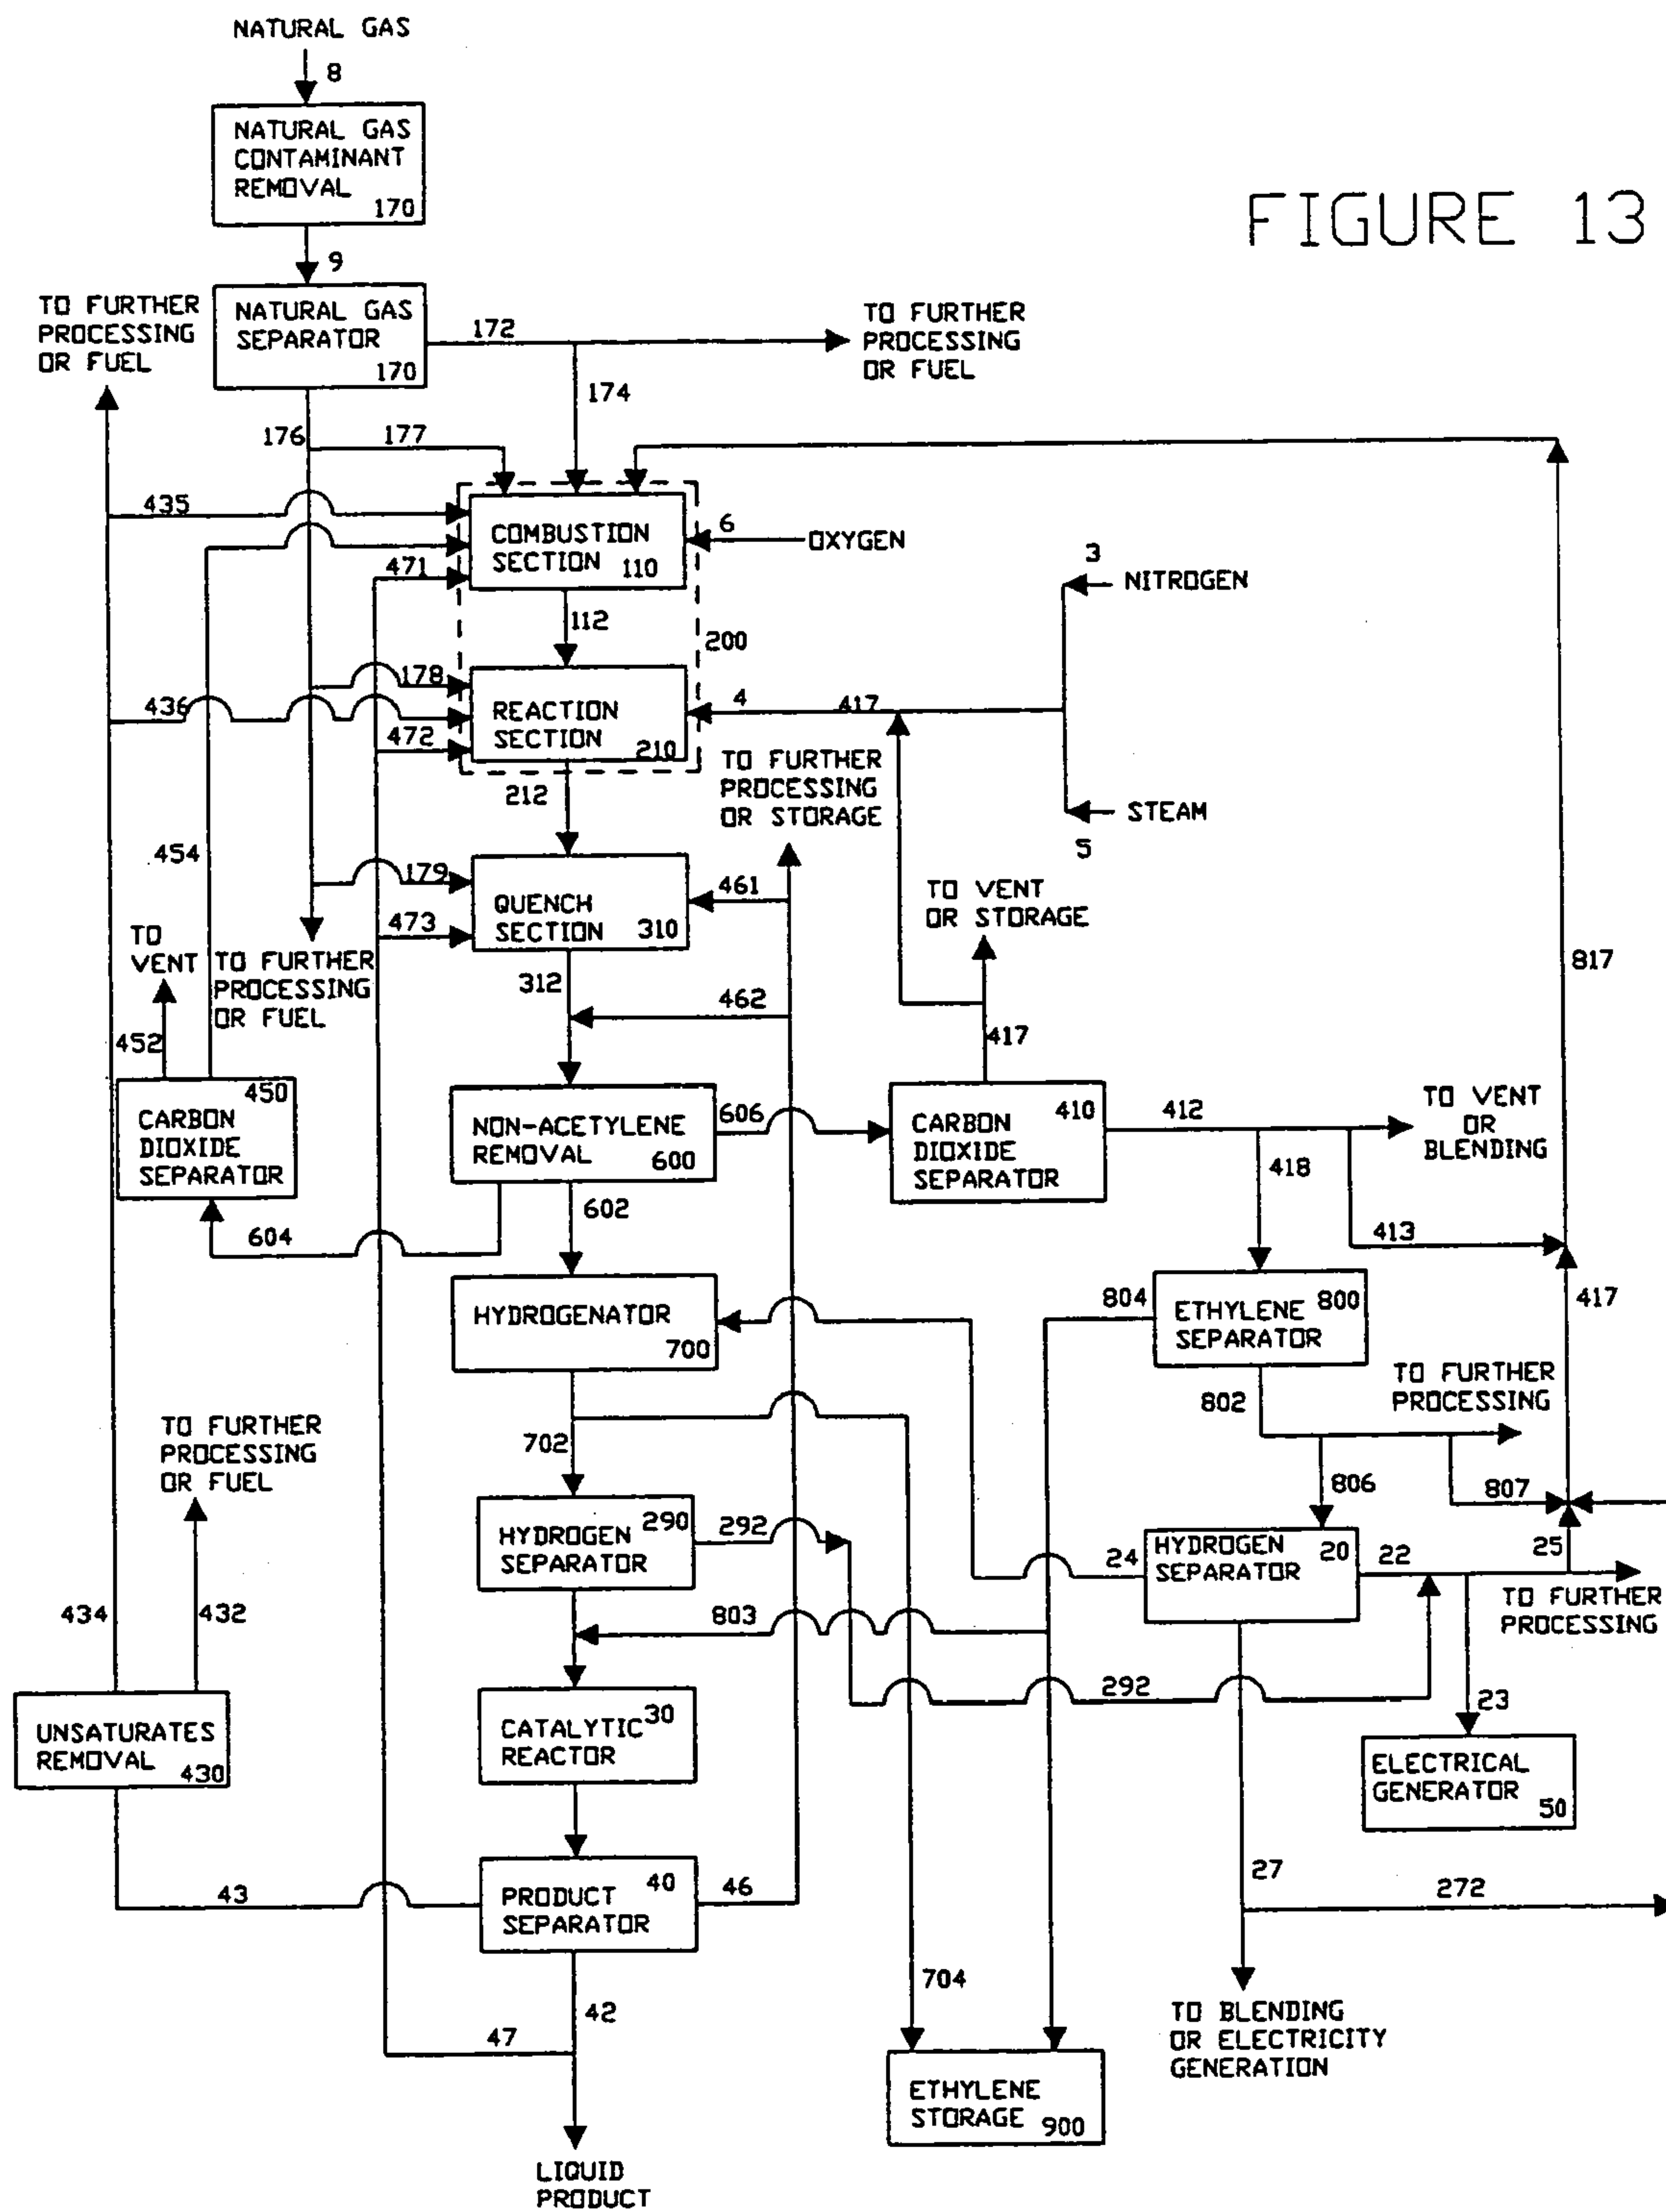 NATURAL GAS
8
NATURAL GAS
CONTAMINANT
REMOVAL
170
FIGURE 13
9
TO FURTHER
PROCESSING
OR FUEL
NATURAL GAS
SEPARATOR
170
172
TO FURTHER
PROCESSING
OR FUEL
174
176
177
435
COMBUSTION
SECTION
110
6
OXYGEN
471
3
NITROGEN
112
200
178
436
REACTION
SECTION
210
4
417
472
TO FURTHER
PROCESSING
OR STORAGE
212
STEAM
5
454
179
QUENCH
SECTION
310
461
TO VENT
OR STORAGE
473
TO
VENT
TO FURTHER
PROCESSING
OR FUEL
312
462
817
452
417
450
CARBON
DIOXIDE
SEPARATOR
NON-ACETYLENE
REMOVAL
600
606
CARBON
DIOXIDE
SEPARATOR
410
412
TO VENT
OR
BLENDING
418
602
604
413
HYDROGENATOR
700
804
ETHYLENE
SEPARATOR
800
417
802
TO FURTHER
PROCESSING
TO FURTHER
PROCESSING
OR FUEL
702
806
807
HYDROGEN
SEPARATOR
290
292
24
HYDROGEN
SEPARATOR
20
22
25
TO FURTHER
PROCESSING
434
432
803
292
23
UNSATURATES
REMOVAL
430
CATALYTIC
REACTOR
30
ELECTRICAL
GENERATOR
50
43
PRODUCT
SEPARATOR
40
46
27
272
704
42
47
TO BLENDING
OR ELECTRICITY
GENERATION
ETHYLENE
STORAGE
900
LIQUID
PRODUCT